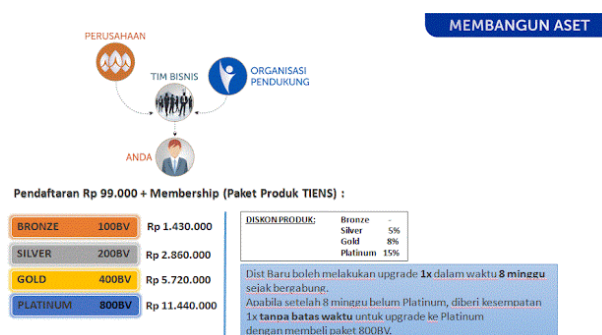 MEMBANGUN ASET
PERUSAHAAN
TIM BISNIS
ORGANISASI
PENDUKUNG
ANDA
Pendaftaran Rp 99.000 + Membership (Paket Produk TIENS) :
BRONZE 100BV Rp 1.430.000
SILVER 200BV Rp 2.860.000
GOLD 400BV Rp 5.720.000
PLATINUM 800BV Rp 11.440.000
DISKON PRODUK: Bronze -
Silver 5%
Gold 8%
Platinum 15%
Dist Baru boleh melakukan upgrade 1x dalam waktu 8 minggu
sejak bergabung.
Apabila setelah 8 minggu belum Platinum, diberi kesempatan
1x tanpa batas waktu untuk upgrade ke Platinum
dengan membeli paket 800BV.